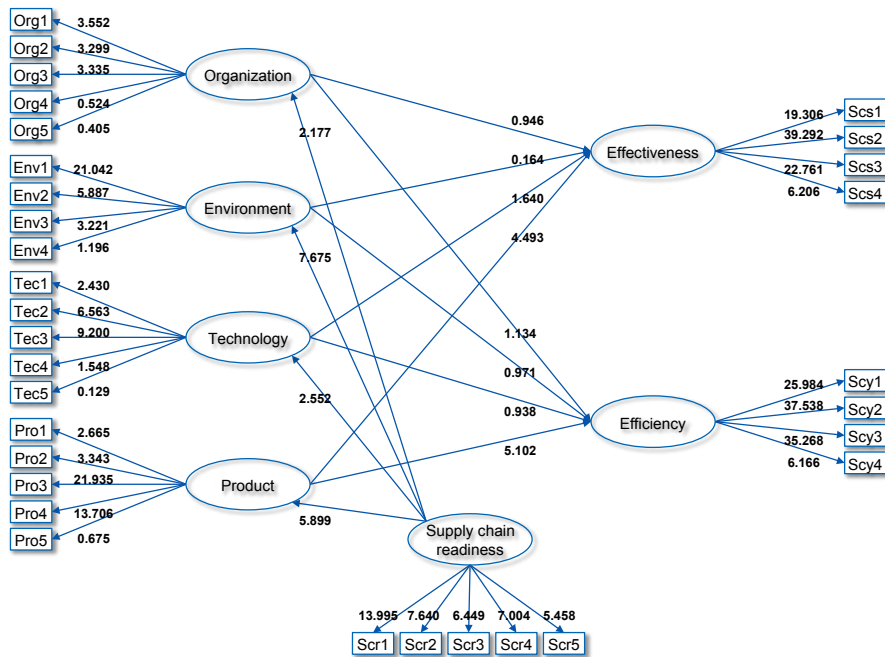 Org1
Org2
Org3
Org4
Org5
3.552
3.299
3.335
0.524
0.405
Organization
Env1
Env2
Env3
Env4
21.042
5.887
3.221
1.196
Environment
Tec1
Tec2
Tec3
Tec4
Tec5
2.430
6.563
9.200
1.548
0.129
Technology
Pro1
Pro2
Pro3
Pro4
Pro5
2.665
3.343
21.935
13.706
0.675
Product
2.177
7.675
2.552
5.899
0.946
0.164
1.640
4.493
1.134
0.971
0.938
5.102
Effectiveness
19.306
39.292
22.761
6.206
Scs1
Scs2
Scs3
Scs4
Efficiency
25.984
37.538
35.268
6.166
Scy1
Scy2
Scy3
Scy4
Supply chain
readiness
13.995 7.640 6.449 7.004 5.458
Scr1 Scr2 Scr3 Scr4 Scr5